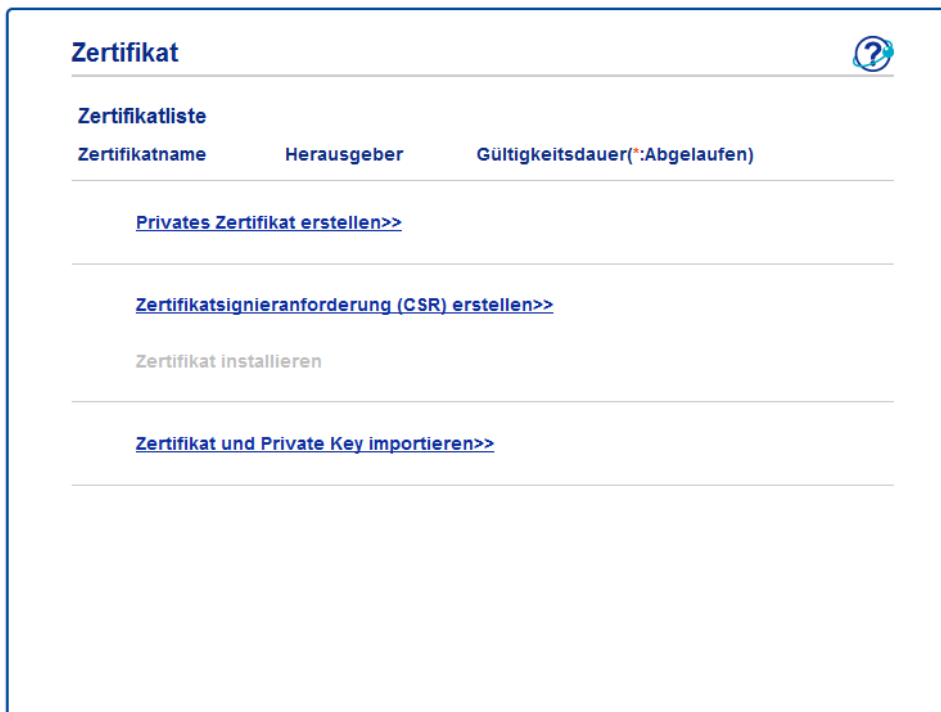 Zertifikat
?
Zertifikatliste
Zertifikatname Herausgeber Gültigkeitsdauer(*:Abgelaufen)
Privates Zertifikat erstellen>>
Zertifikatsignieranforderung (CSR) erstellen>>
Zertifikat installieren
Zertifikat und Private Key importieren>>